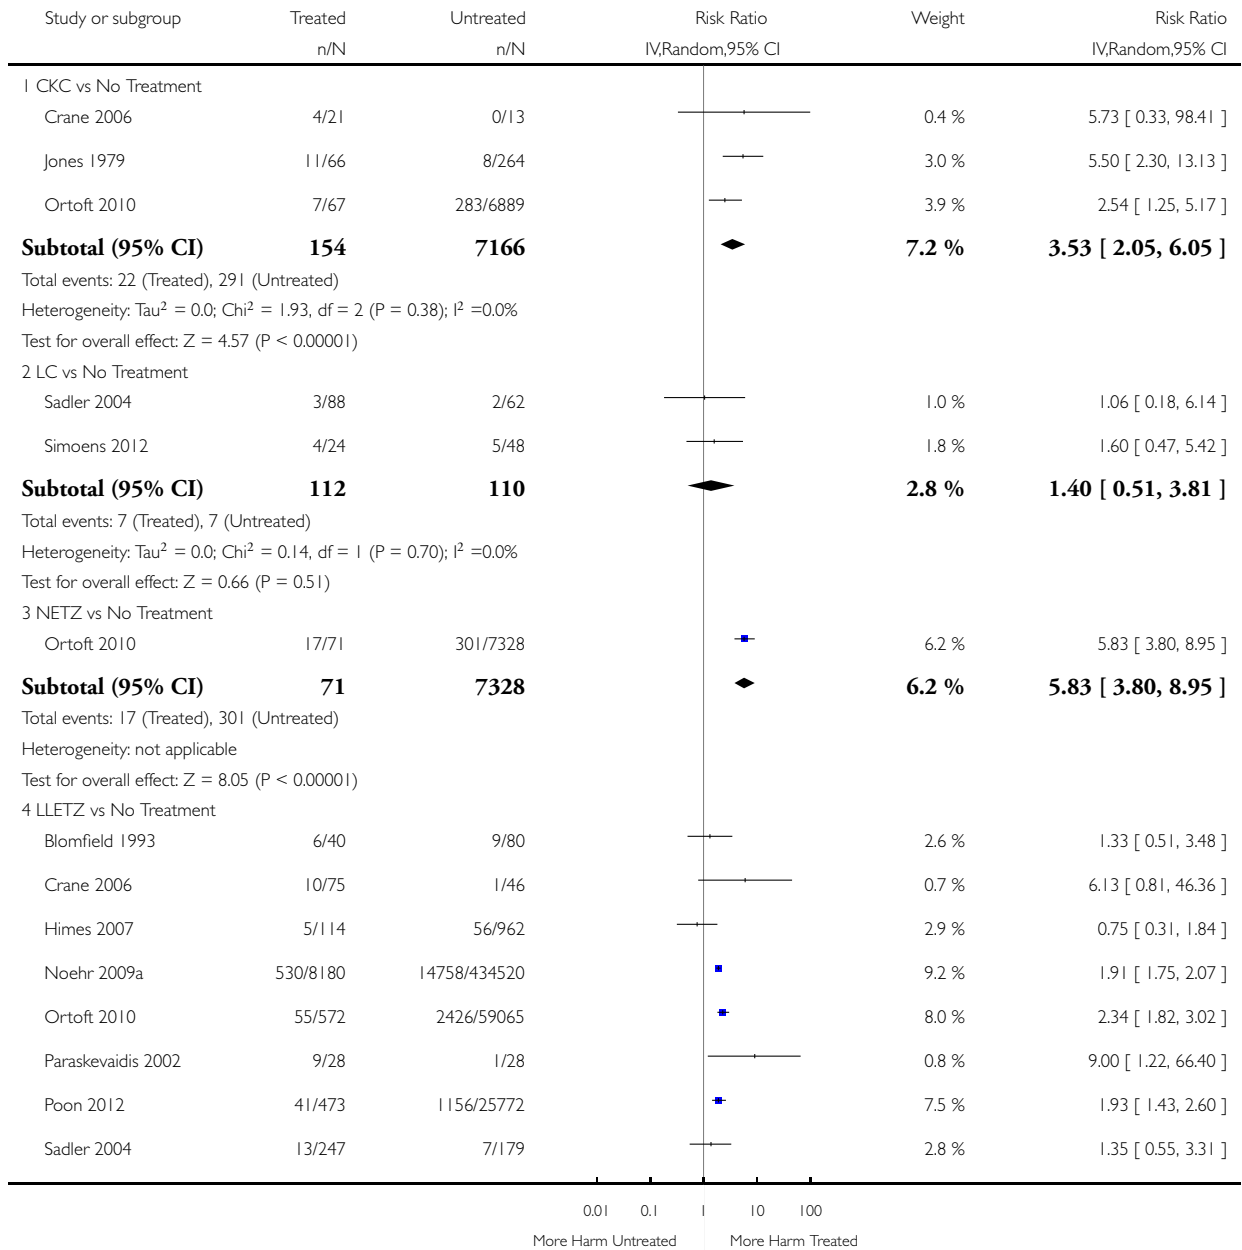 Study or subgroup Treated Untreated Risk Ratio Weight Risk Ratio
n/N n/N IV,Random,95% CI IV,Random,95% CI
1 CKC vs No Treatment
Crane 2006 4/21 0/13 0.4 % 5.73 [ 0.33, 98.41 ]
Jones 1979 11/66 8/264 3.0 % 5.50 [ 2.30, 13.13 ]
Ortoft 2010 7/67 283/6889 3.9 % 2.54 [ 1.25, 5.17 ]
Subtotal (95% CI) 154 7166 7.2 % 3.53 [ 2.05, 6.05 ]
Total events: 22 (Treated), 291 (Untreated)
Heterogeneity: Tau² = 0.0; Chi² = 1.93, df = 2 (P = 0.38); I² =0.0%
Test for overall effect: Z = 4.57 (P < 0.00001)
2 LC vs No Treatment
Sadler 2004 3/88 2/62 1.0 % 1.06 [ 0.18, 6.14 ]
Simoens 2012 4/24 5/48 1.8 % 1.60 [ 0.47, 5.42 ]
Subtotal (95% CI) 112 110 2.8 % 1.40 [ 0.51, 3.81 ]
Total events: 7 (Treated), 7 (Untreated)
Heterogeneity: Tau² = 0.0; Chi² = 0.14, df = 1 (P = 0.70); I² =0.0%
Test for overall effect: Z = 0.66 (P = 0.51)
3 NETZ vs No Treatment
Ortoft 2010 17/71 301/7328 6.2 % 5.83 [ 3.80, 8.95 ]
Subtotal (95% CI) 71 7328 6.2 % 5.83 [ 3.80, 8.95 ]
Total events: 17 (Treated), 301 (Untreated)
Heterogeneity: not applicable
Test for overall effect: Z = 8.05 (P < 0.00001)
4 LLETZ vs No Treatment
Blomfield 1993 6/40 9/80 2.6 % 1.33 [ 0.51, 3.48 ]
Crane 2006 10/75 1/46 0.7 % 6.13 [ 0.81, 46.36 ]
Himes 2007 5/114 56/962 2.9 % 0.75 [ 0.31, 1.84 ]
Noehr 2009a 530/8180 14758/434520 9.2 % 1.91 [ 1.75, 2.07 ]
Ortoft 2010 55/572 2426/59065 8.0 % 2.34 [ 1.82, 3.02 ]
Paraskevaidis 2002 9/28 1/28 0.8 % 9.00 [ 1.22, 66.40 ]
Poon 2012 41/473 1156/25772 7.5 % 1.93 [ 1.43, 2.60 ]
Sadler 2004 13/247 7/179 2.8 % 1.35 [ 0.55, 3.31 ]
0.01 0.1 1 10 100
More Harm Untreated More Harm Treated